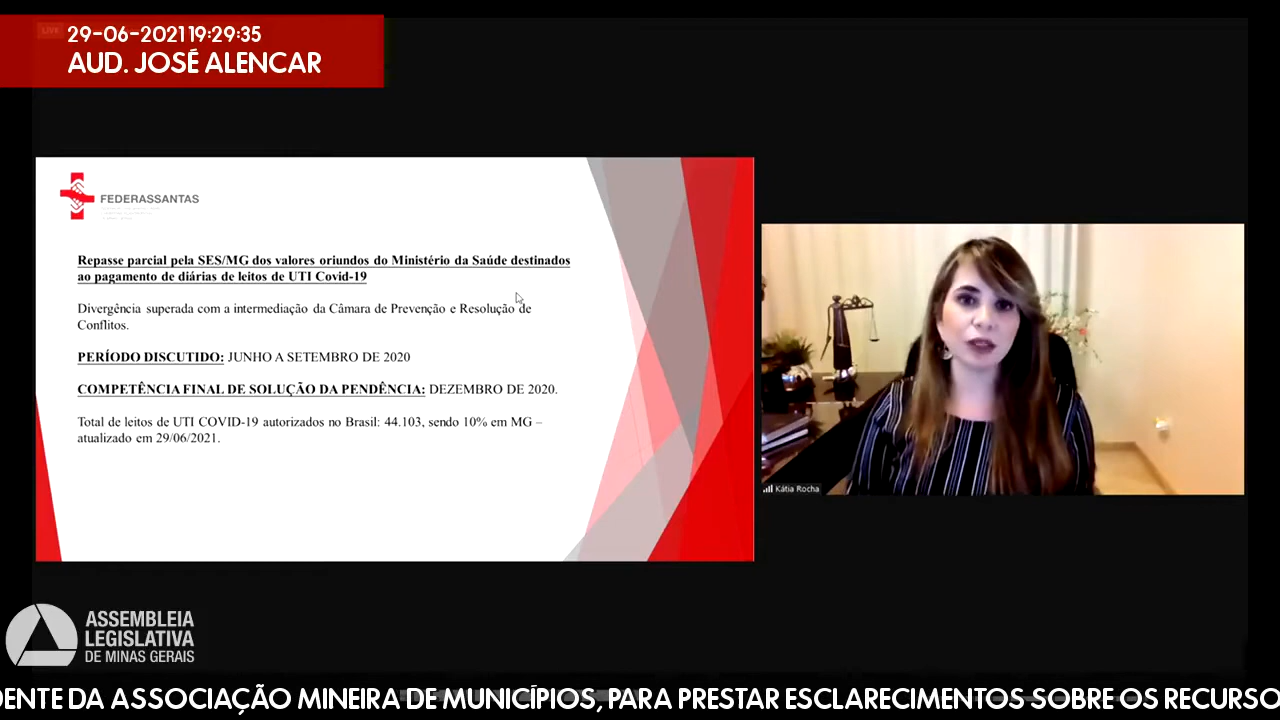 LIVE
29-06-2021 19:29:35
AUD. JOSÉ ALENCAR
FEDERASSANTAS
Repasse parcial pela SES/MG dos valores oriundos do Ministério da Saúde destinados
ao pagamento de diárias de leitos de UTI Covid-19
Divergência superada com a intermediação da Câmara de Prevenção e Resolução de
Conflitos.
PERÍODO DISCUTIDO: JUNHO A SETEMBRO DE 2020
COMPETÊNCIA FINAL DE SOLUÇÃO DA PENDÊNCIA: DEZEMBRO DE 2020.
Total de leitos de UTI COVID-19 autorizados no Brasil: 44.103, sendo 10% em MG –
atualizado em 29/06/2021.
Kátia Rocha
ASSEMBLEIA
LEGISLATIVA
DE MINAS GERAIS
DENTE DA ASSOCIAÇÃO MINEIRA DE MUNICÍPIOS, PARA PRESTAR ESCLARECIMENTOS SOBRE OS RECURSO